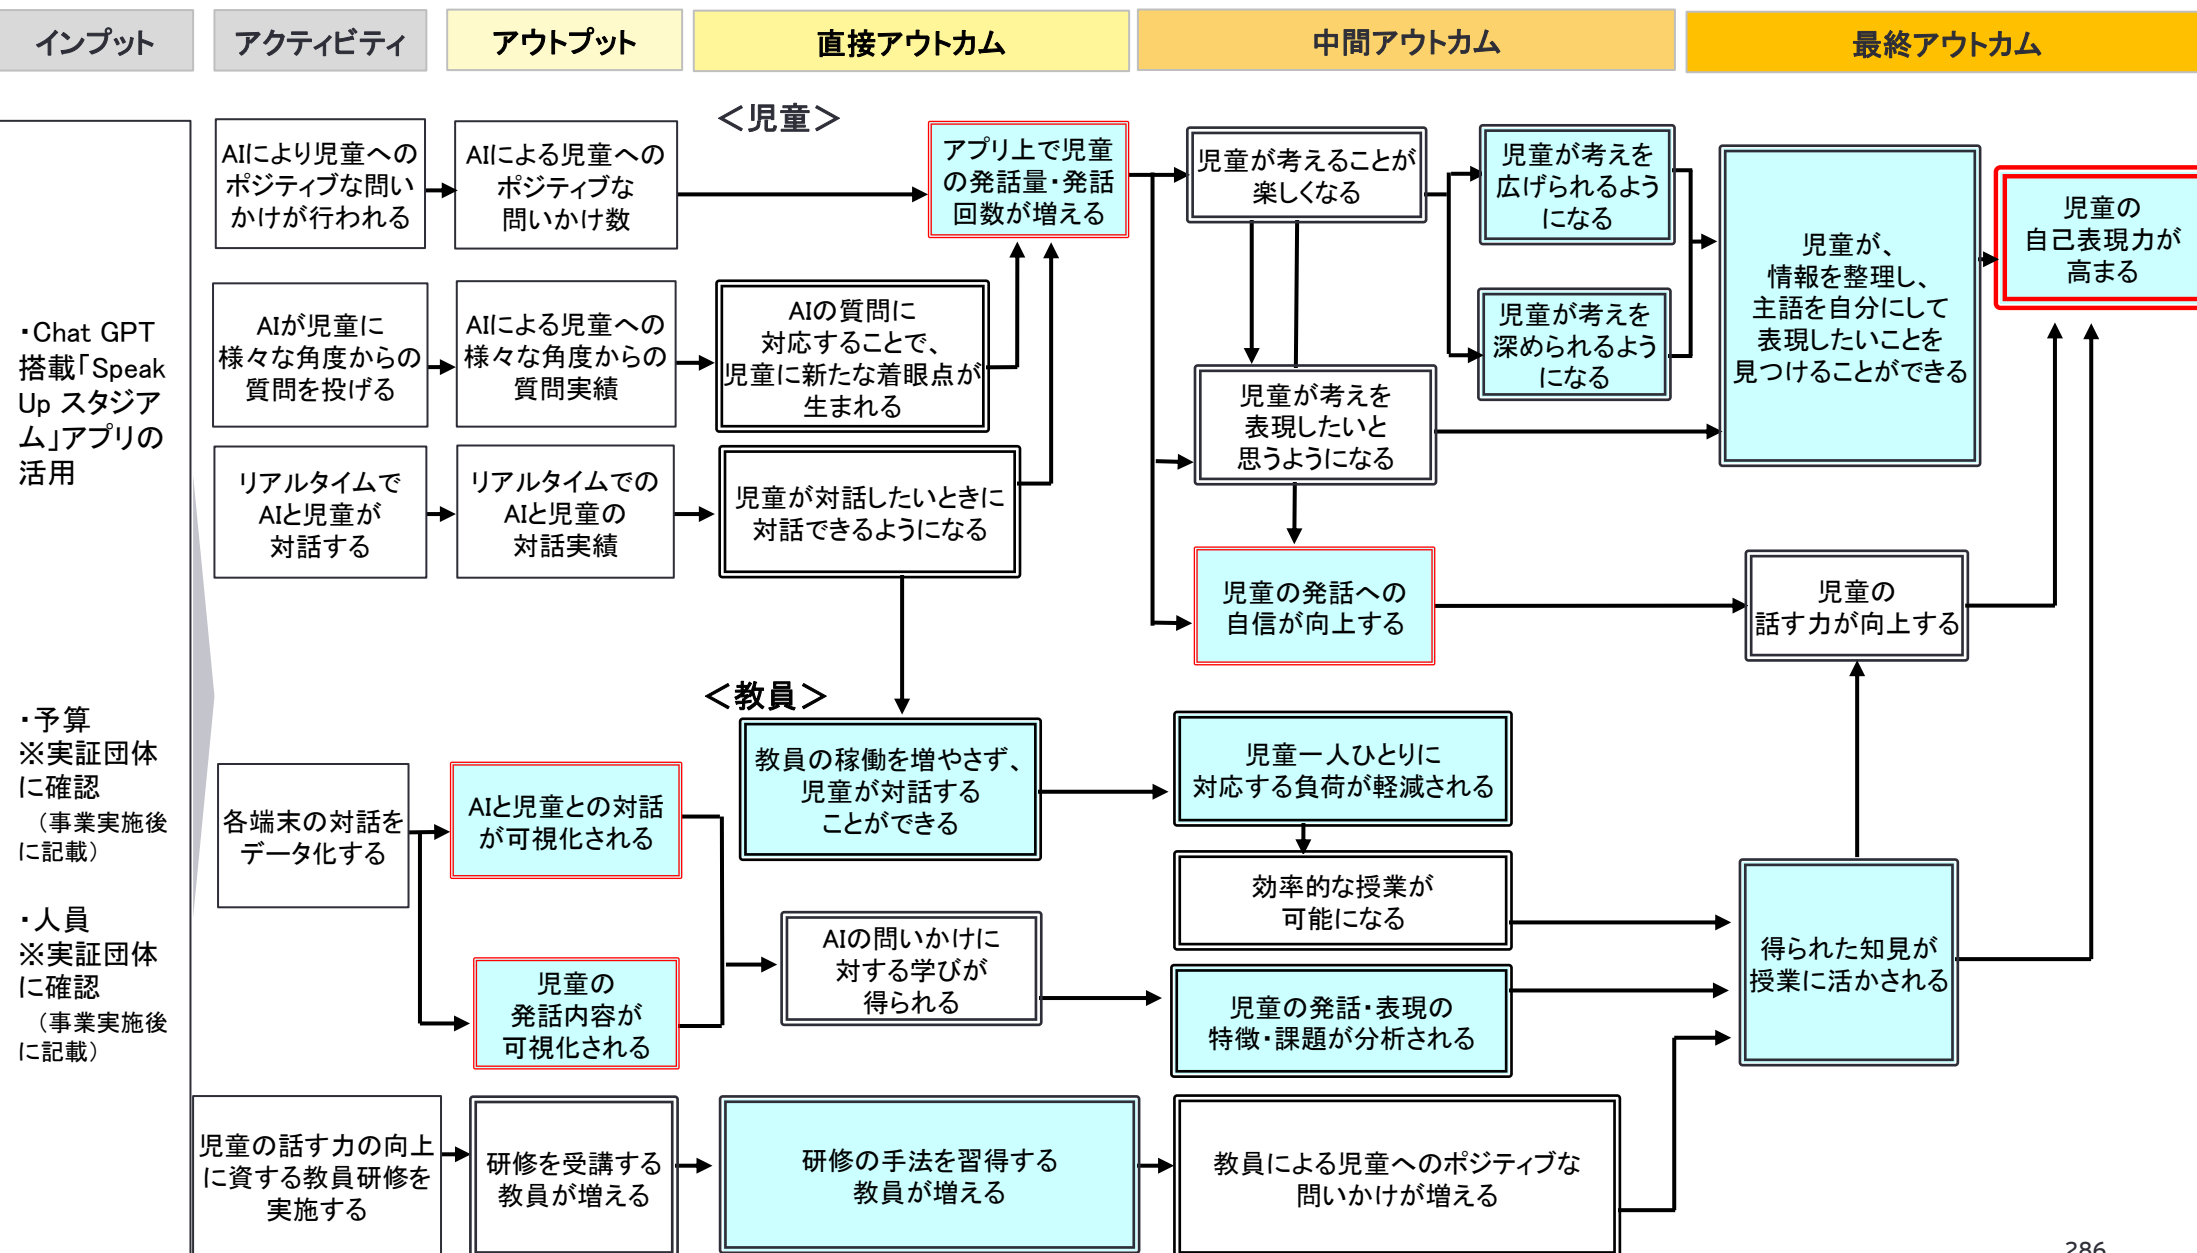 インプット
アクティビティ
アウトプット
直接アウトカム
中間アウトカム
最終アウトカム
・Chat GPT
搭載「Speak
Up スタジア
ム」アプリの
活用
・予算
※実証団体
に確認
（事業実施後
に記載）
・人員
※実証団体
に確認
（事業実施後
に記載）
＜児童＞
AIにより児童への
ポジティブな問い
かけが行われる
AIによる児童への
ポジティブな
問いかけ数
アプリ上で児童
の発話量・発話
回数が増える
児童が考えることが
楽しくなる
児童が考えを
広げられるよう
になる
児童が、
情報を整理し、
主語を自分にして
表現したいことを
見つけることができる
児童の
自己表現力が
高まる
AIが児童に
様々な角度からの
質問を投げる
AIによる児童への
様々な角度からの
質問実績
AIの質問に
対応することで、
児童に新たな着眼点が
生まれる
児童が考えを
深められるよう
になる
児童が考えを
表現したいと
思うようになる
リアルタイムで
AIと児童が
対話する
リアルタイムでの
AIと児童の
対話実績
児童が対話したいときに
対話できるようになる
児童の発話への
自信が向上する
児童の
話す力が向上する
＜教員＞
各端末の対話を
データ化する
AIと児童との対話
が可視化される
教員の稼働を増やさず、
児童が対話する
ことができる
児童一人ひとりに
対応する負荷が軽減される
効率的な授業が
可能になる
児童の
発話内容が
可視化される
AIの問いかけに
対する学びが
得られる
児童の発話・表現の
特徴・課題が分析される
得られた知見が
授業に活かされる
児童の話す力の向上
に資する教員研修を
実施する
研修を受講する
教員が増える
研修の手法を習得する
教員が増える
教員による児童へのポジティブな
問いかけが増える
286